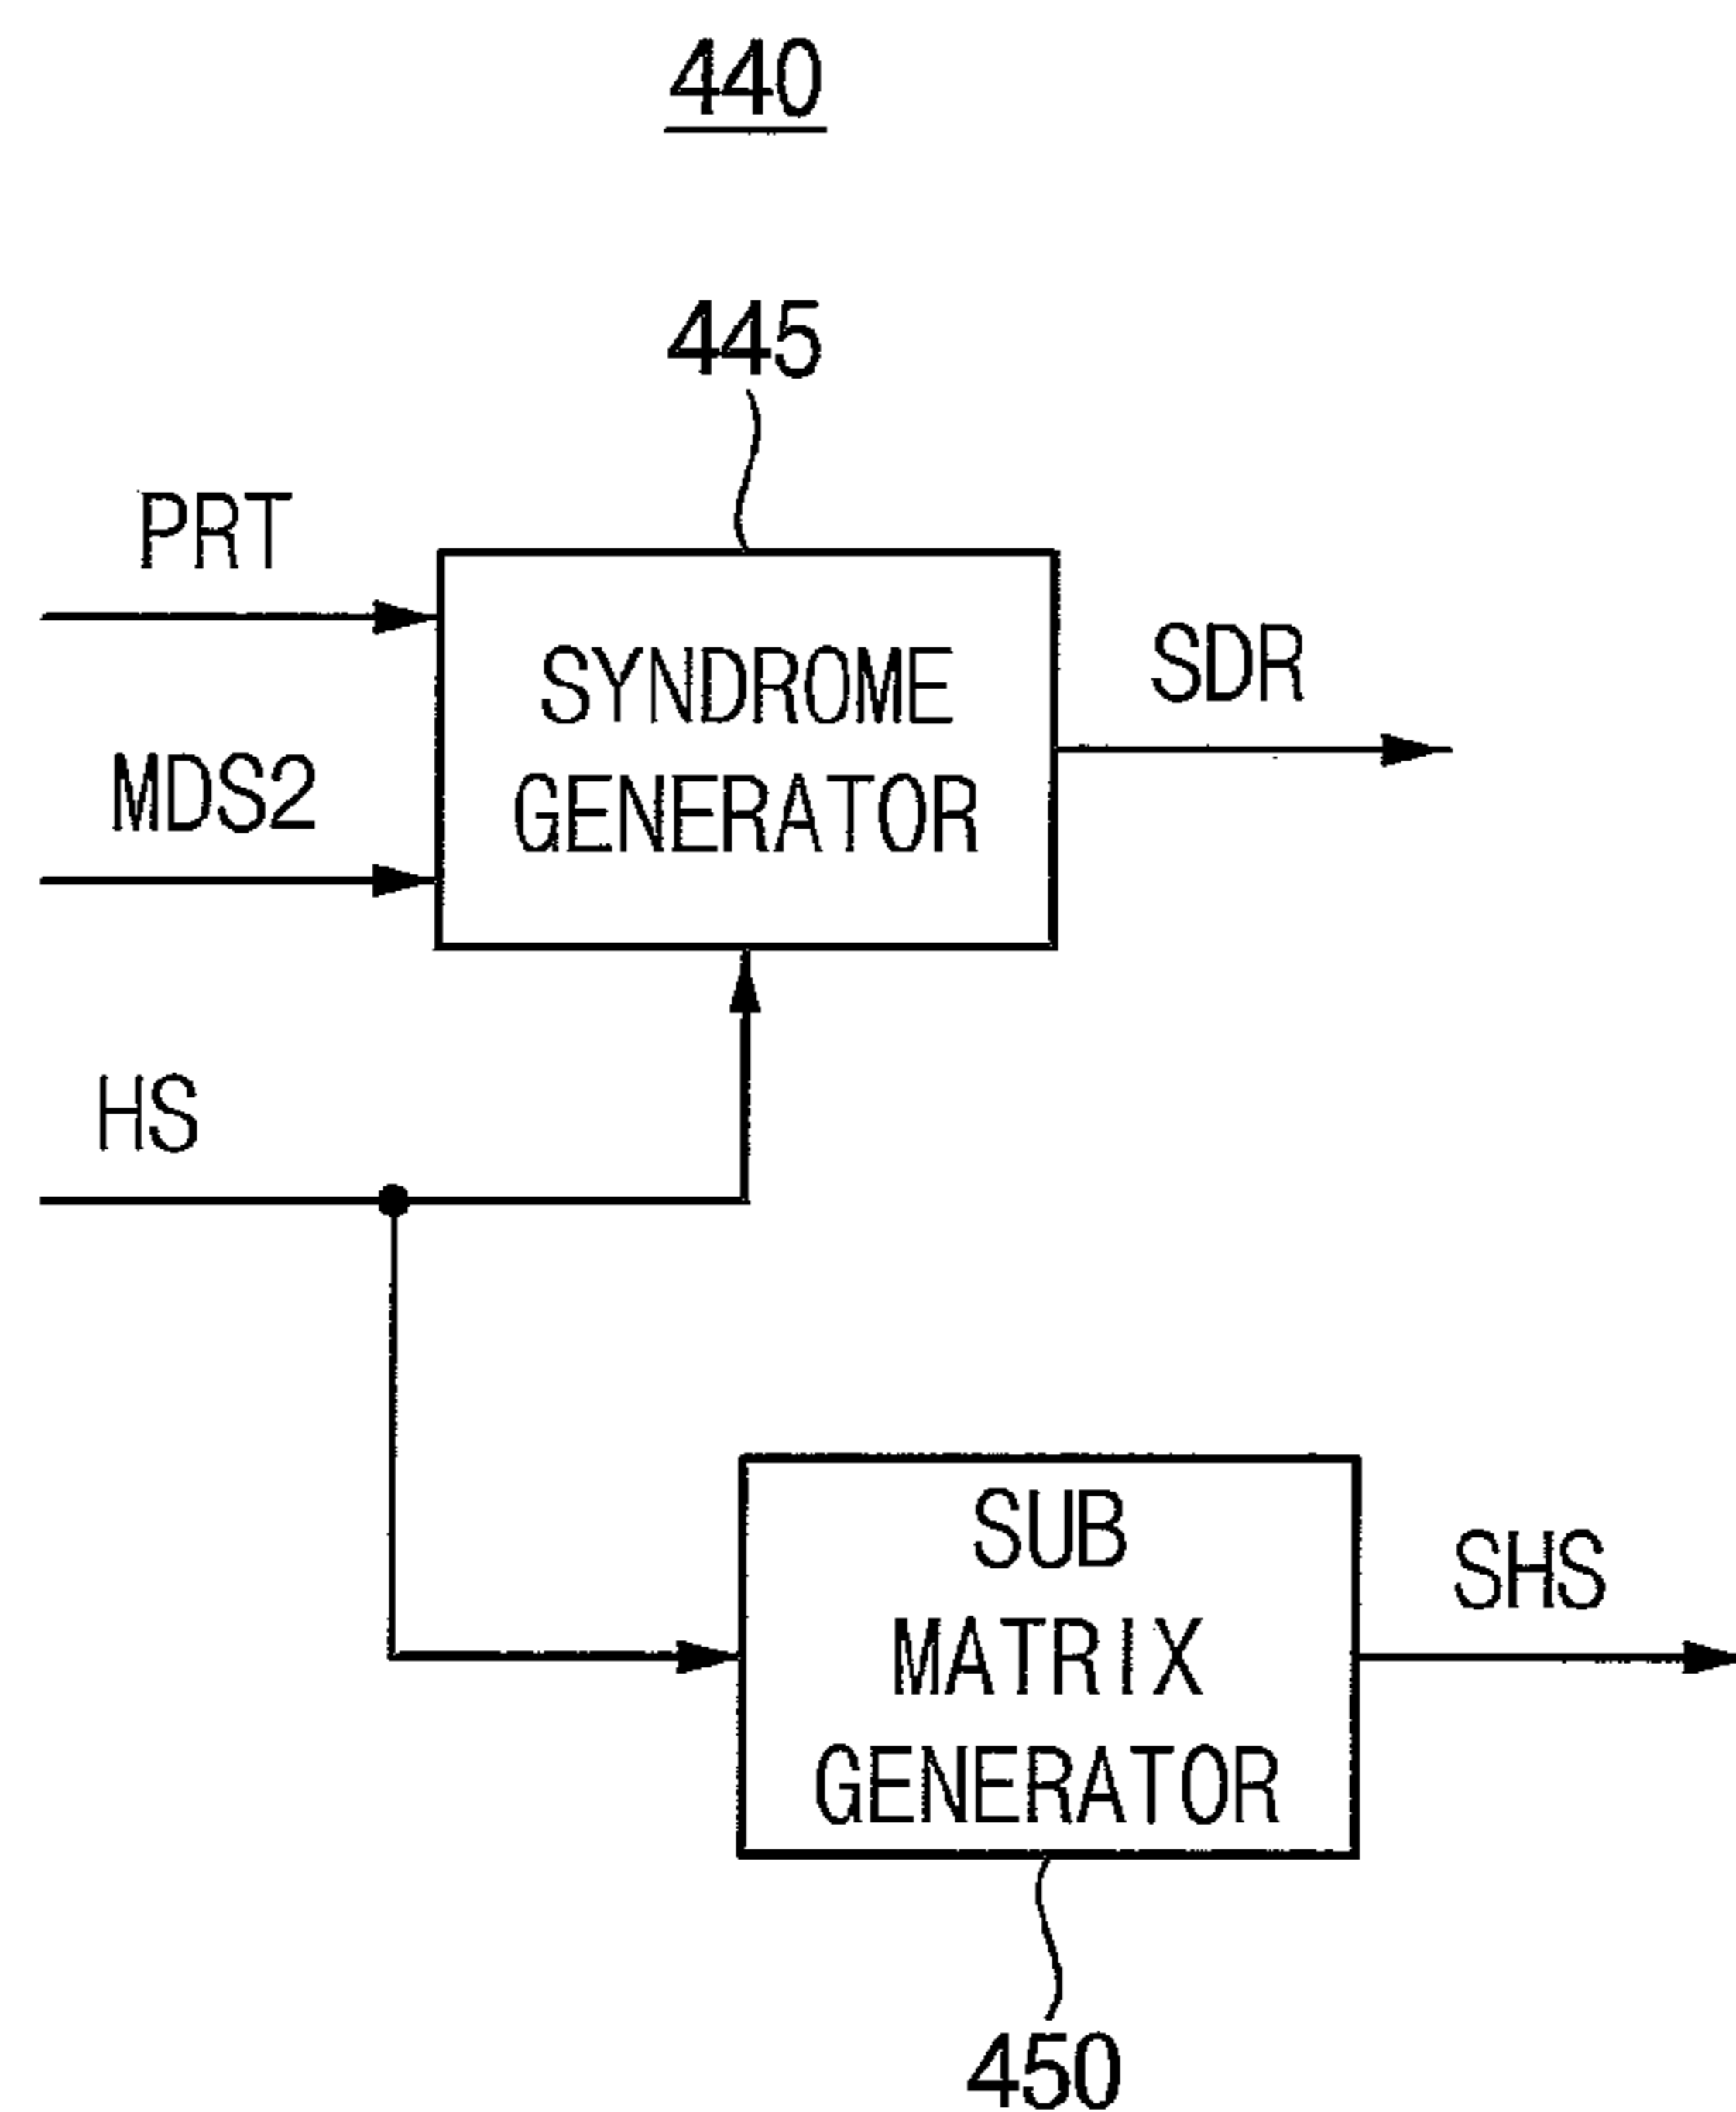 440
445
PRT
SYNDROME
GENERATOR
SDR
MDS2
HS
SUB
MATRIX
GENERATOR
SHS
450